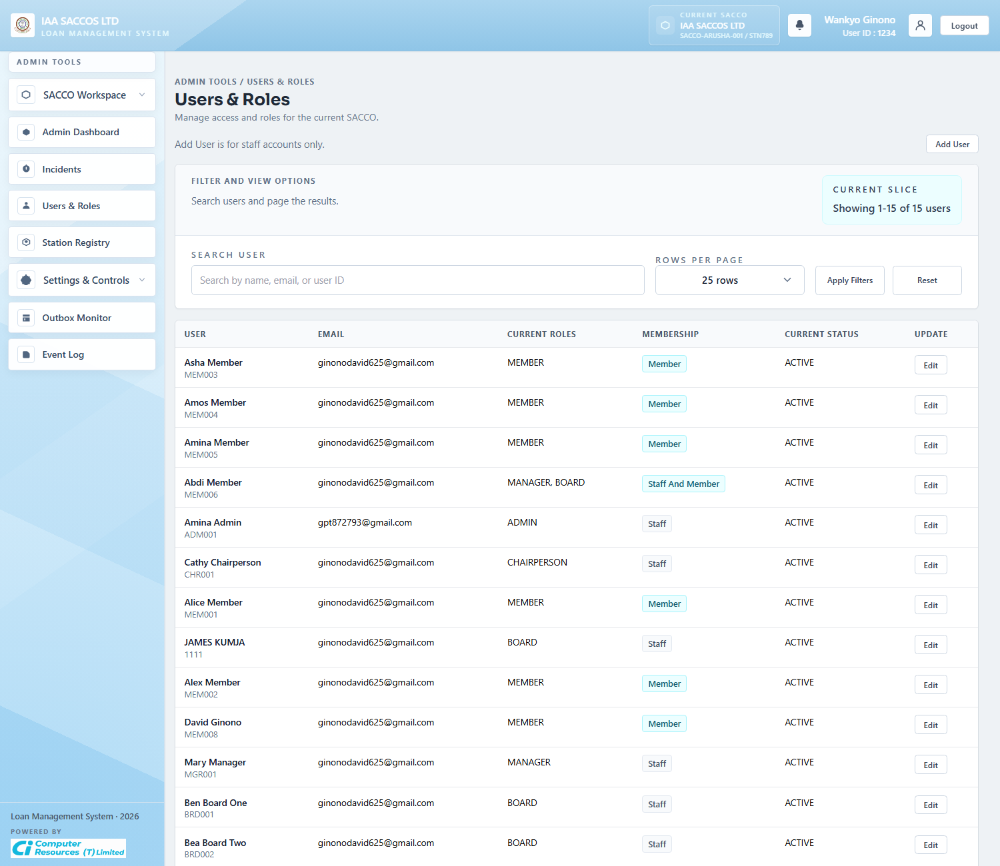 IAA SACCOS LTD
LOAN MANAGEMENT SYSTEM
CURRENT SACCO
IAA SACCOS LTD
SACCO-ARUSHA-001 / STN789
Wankyo Ginono
User ID : 1234
Logout
ADMIN TOOLS
SACCO Workspace
Admin Dashboard
Incidents
Users & Roles
Station Registry
Settings & Controls
Outbox Monitor
Event Log
Loan Management System · 2026
POWERED BY
Ci Computer
Resources (T) Limited
ADMIN TOOLS / USERS & ROLES
Users & Roles
Manage access and roles for the current SACCO.
Add User is for staff accounts only.
Add User
FILTER AND VIEW OPTIONS
Search users and page the results.
CURRENT SLICE
Showing 1-15 of 15 users
SEARCH USER
Search by name, email, or user ID
ROWS PER PAGE
25 rows
Apply Filters
Reset
USER EMAIL CURRENT ROLES MEMBERSHIP CURRENT STATUS UPDATE
Asha Member ginonodavid625@gmail.com MEMBER Member ACTIVE Edit
MEM003
Amos Member ginonodavid625@gmail.com MEMBER Member ACTIVE Edit
MEM004
Amina Member ginonodavid625@gmail.com MEMBER Member ACTIVE Edit
MEM005
Abdi Member ginonodavid625@gmail.com MANAGER, BOARD Staff And Member ACTIVE Edit
MEM006
Amina Admin gpt872793@gmail.com ADMIN Staff ACTIVE Edit
ADM001
Cathy Chairperson ginonodavid625@gmail.com CHAIRPERSON Staff ACTIVE Edit
CHR001
Alice Member ginonodavid625@gmail.com MEMBER Member ACTIVE Edit
MEM001
JAMES KUMJA ginonodavid625@gmail.com BOARD Staff ACTIVE Edit
1111
Alex Member ginonodavid625@gmail.com MEMBER Member ACTIVE Edit
MEM002
David Ginono ginonodavid625@gmail.com MEMBER Member ACTIVE Edit
MEM008
Mary Manager ginonodavid625@gmail.com MANAGER Staff ACTIVE Edit
MGR001
Ben Board One ginonodavid625@gmail.com BOARD Staff ACTIVE Edit
BRD001
Bea Board Two ginonodavid625@gmail.com BOARD Staff ACTIVE Edit
BRD002